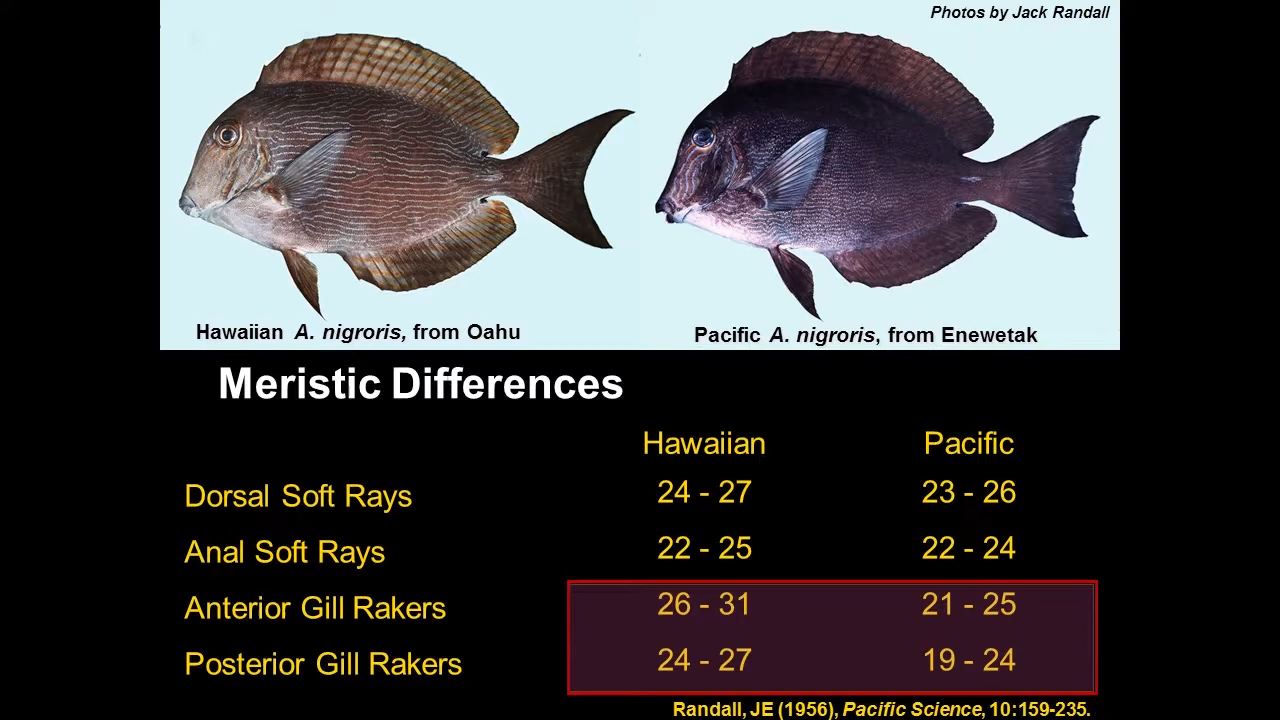 Photos by Jack Randall
Hawaiian A. nigroris, from Oahu
Pacific A. nigroris, from Enewetak
Meristic Differences
Hawaiian Pacific
Dorsal Soft Rays 24 - 27 23 - 26
Anal Soft Rays 22 - 25 22 - 24
Anterior Gill Rakers 26 - 31 21 - 25
Posterior Gill Rakers 24 - 27 19 - 24
Randall, JE (1956), Pacific Science, 10:159-235.